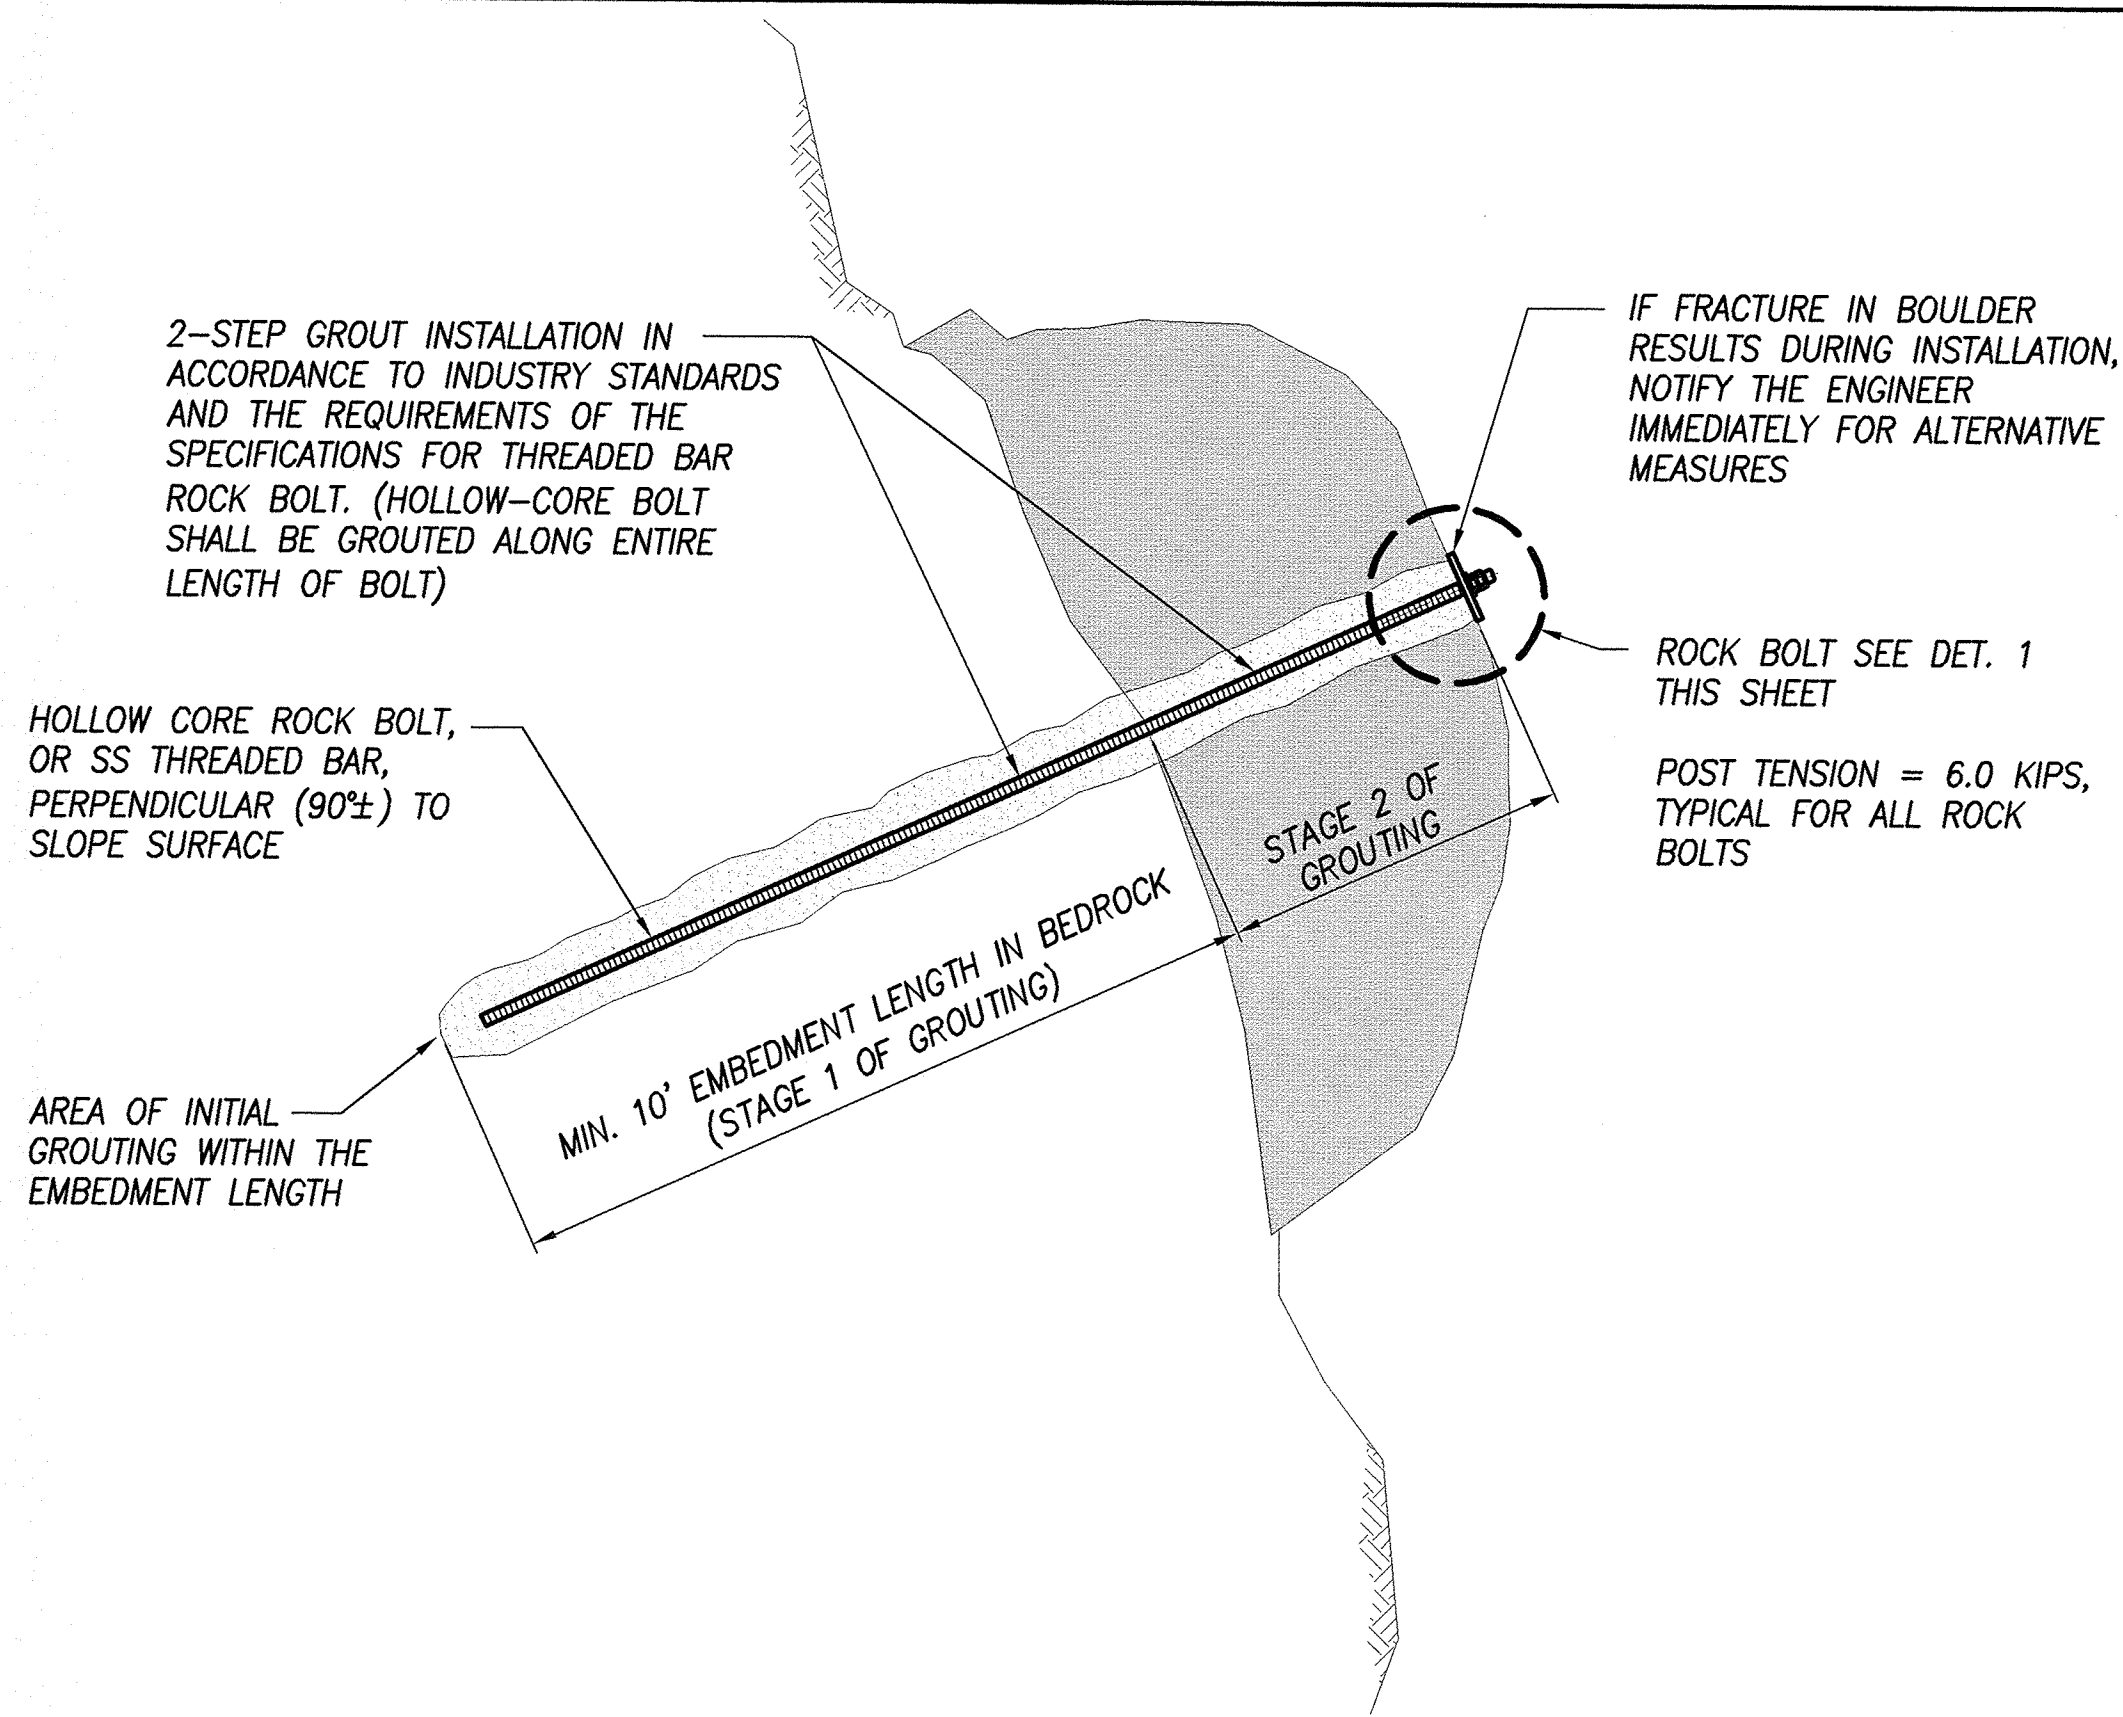 2-STEP GROUT INSTALLATION IN
ACCORDANCE TO INDUSTRY STANDARDS
AND THE REQUIREMENTS OF THE
SPECIFICATIONS FOR THREADED BAR
ROCK BOLT. (HOLLOW-CORE BOLT
SHALL BE GROUTED ALONG ENTIRE
LENGTH OF BOLT)
IF FRACTURE IN BOULDER
RESULTS DURING INSTALLATION,
NOTIFY THE ENGINEER
IMMEDIATELY FOR ALTERNATIVE
MEASURES
HOLLOW CORE ROCK BOLT,
OR SS THREADED BAR,
PERPENDICULAR (90°±) TO
SLOPE SURFACE
ROCK BOLT SEE DET. 1
THIS SHEET
POST TENSION = 6.0 KIPS,
TYPICAL FOR ALL ROCK
BOLTS
STAGE 2 OF
GROUTING
MIN. 10' EMBEDMENT LENGTH IN BEDROCK
(STAGE 1 OF GROUTING)
AREA OF INITIAL
GROUTING WITHIN THE
EMBEDMENT LENGTH